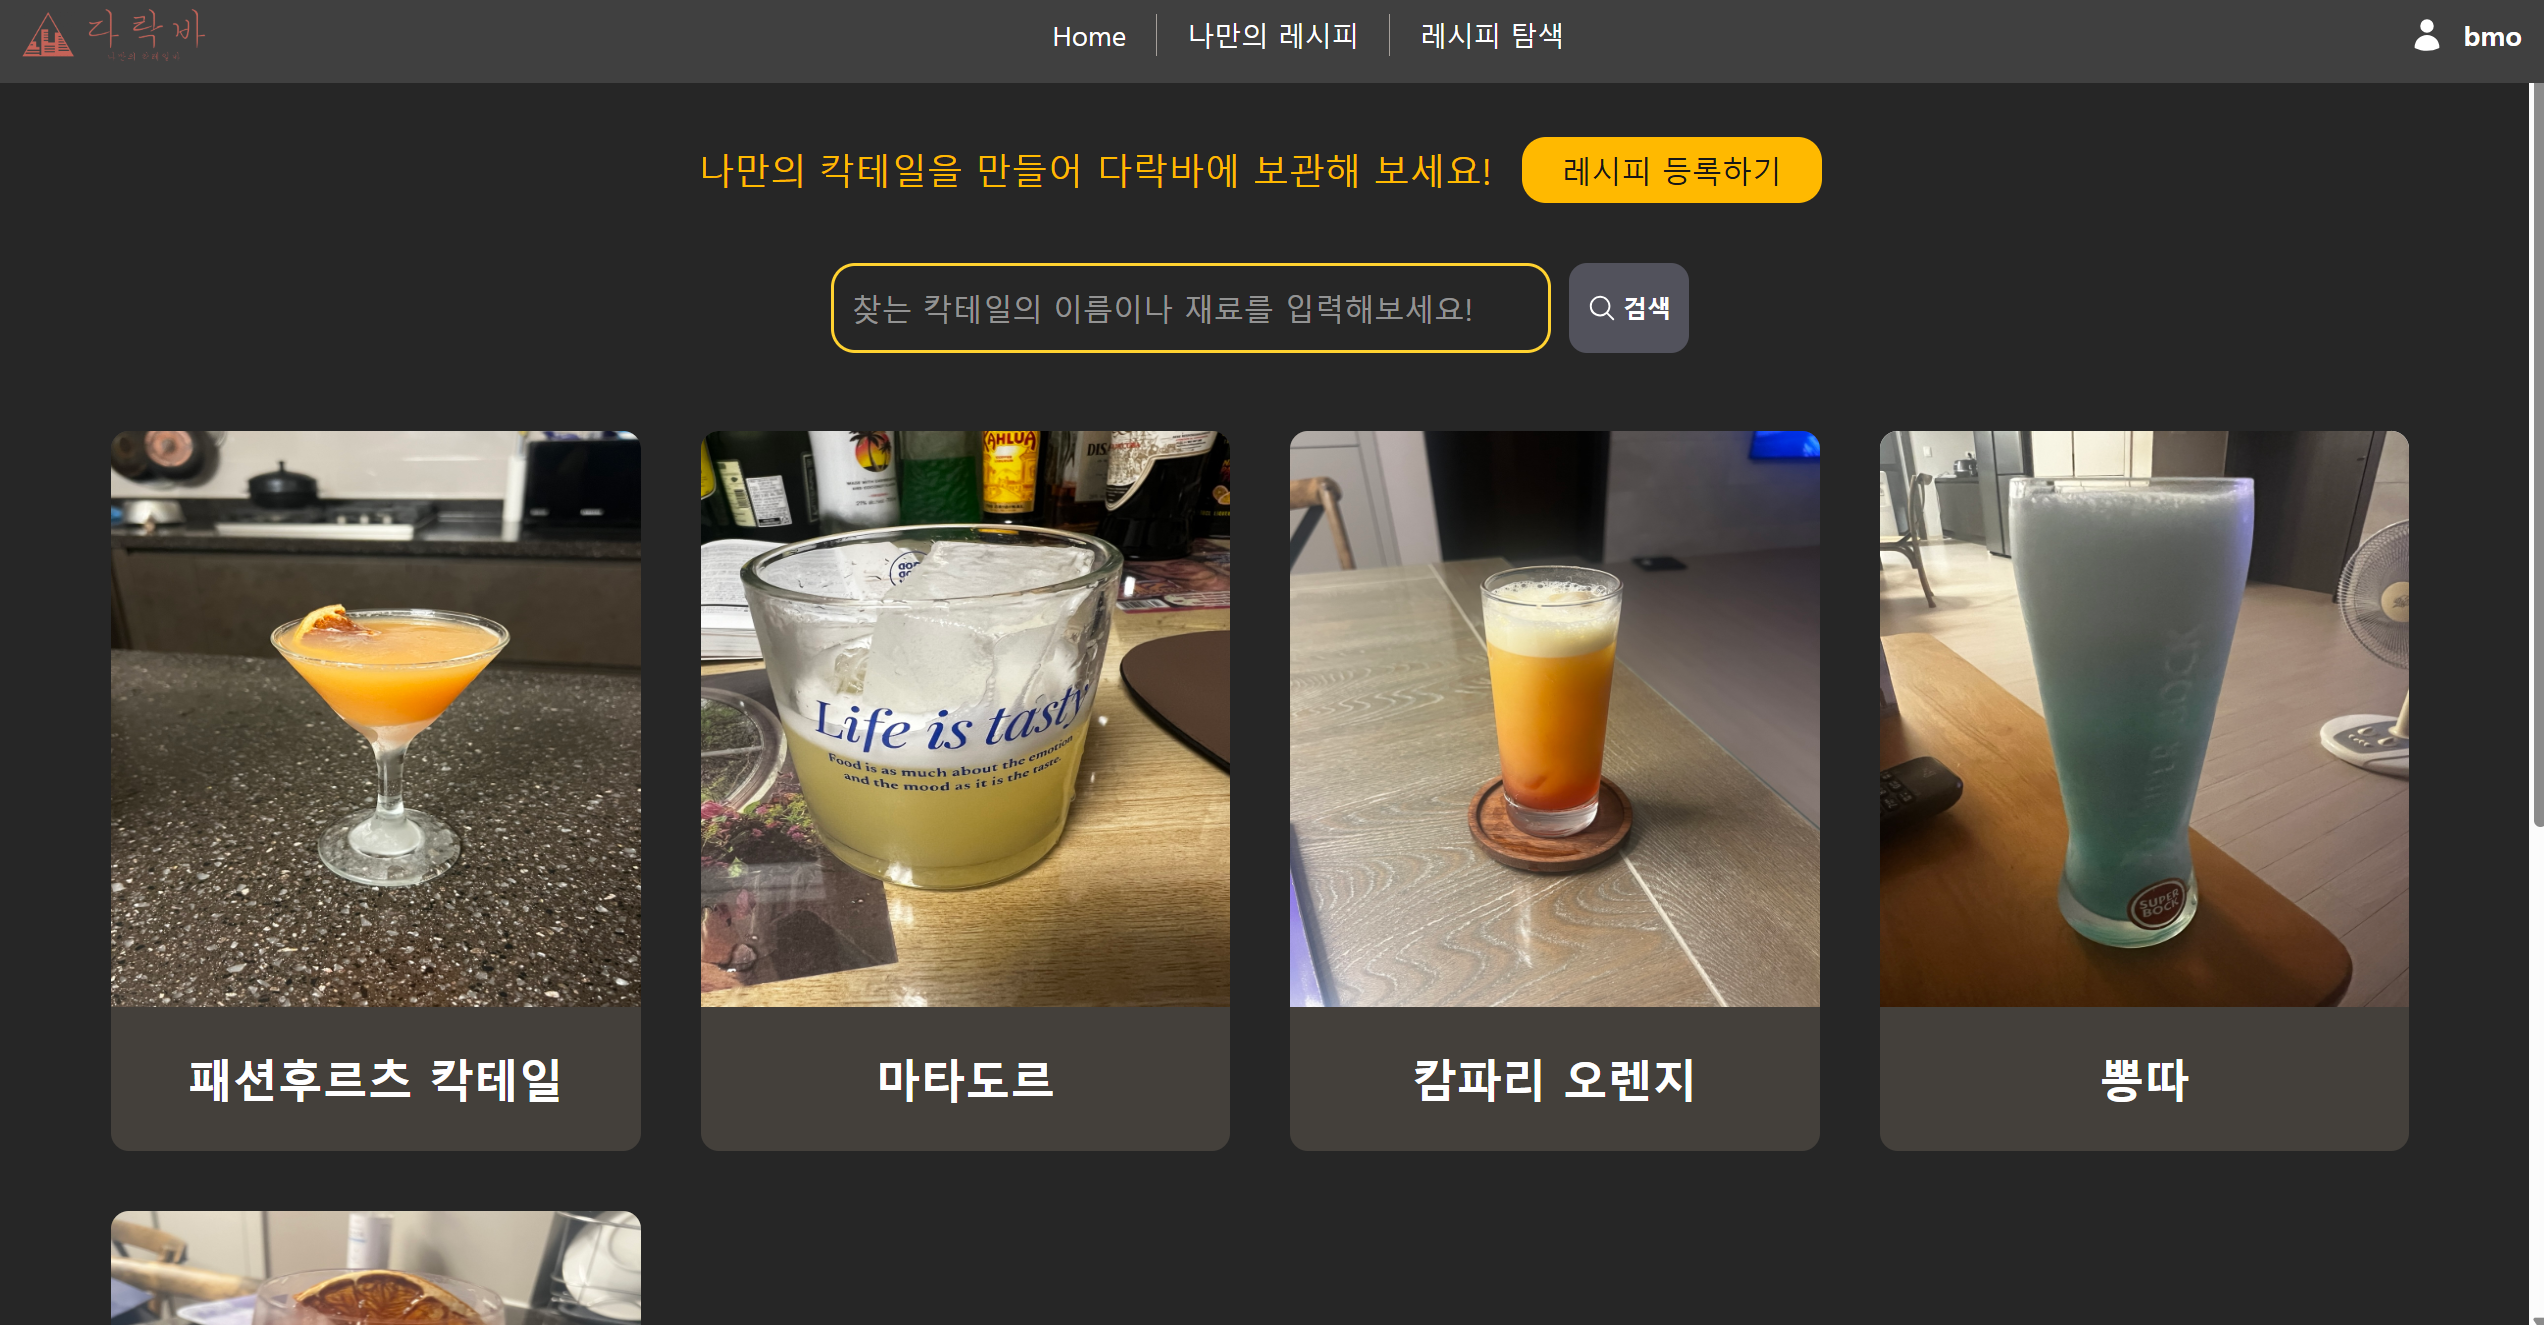 다락바
Home
나만의 레시피
레시피 탐색
bmo
나만의 칵테일을 만들어 다락바에 보관해 보세요!
레시피 등록하기
찾는 칵테일의 이름이나 재료를 입력해보세요!
검색
KAHLUA
Life is tasty
Food is as much about the emotion
and the mood as it is the taste.
SUPER
BOCK
패션후르츠 칵테일
마타도르
캄파리 오렌지
뽕따